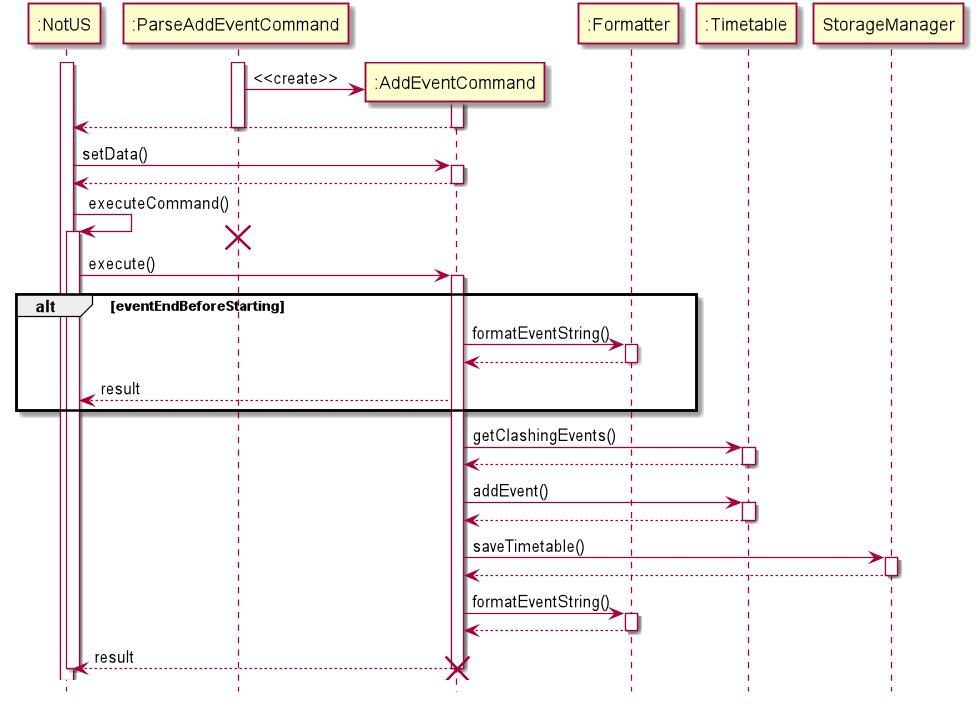 :NotUS
:ParseAddEventCommand
:Formatter
:Timetable
StorageManager
<<create>>
:AddEventCommand
setData()
executeCommand()
execute()
alt
[eventEndBeforeStarting]
formatEventString()
result
getClashingEvents()
addEvent()
saveTimetable()
formatEventString()
result